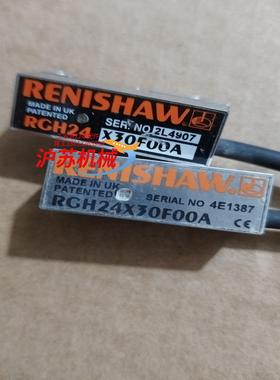 RENISHAW
MADE IN UK
PATENTED
SER. NO 2L4907
RGH24 X30F00A
沪苏机械
RENISHAW
MADE IN UK
PATENTED
SERIAL NO 4E1387
RGH24X30F00A
CE